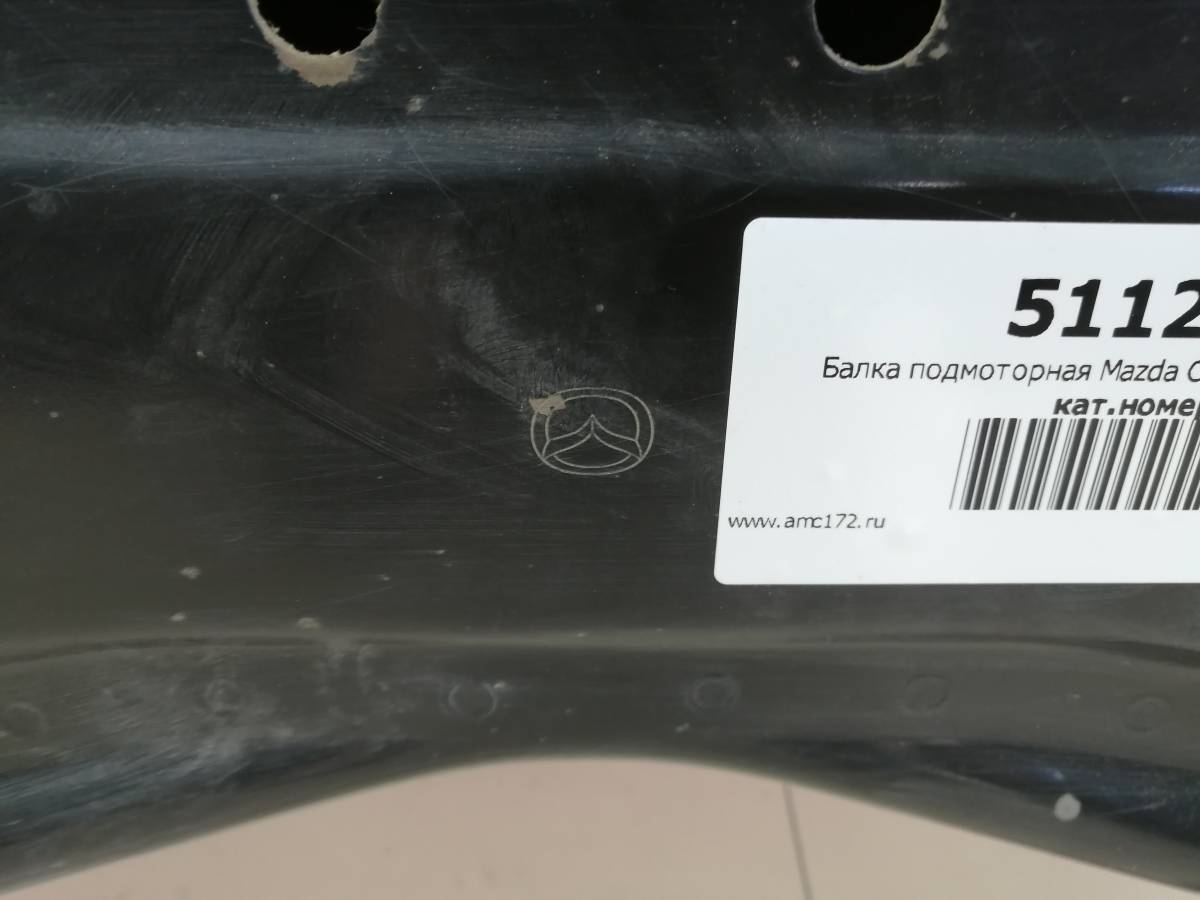 5112
Балка подмоторная Mazda
кат.номе
www.amc172.ru